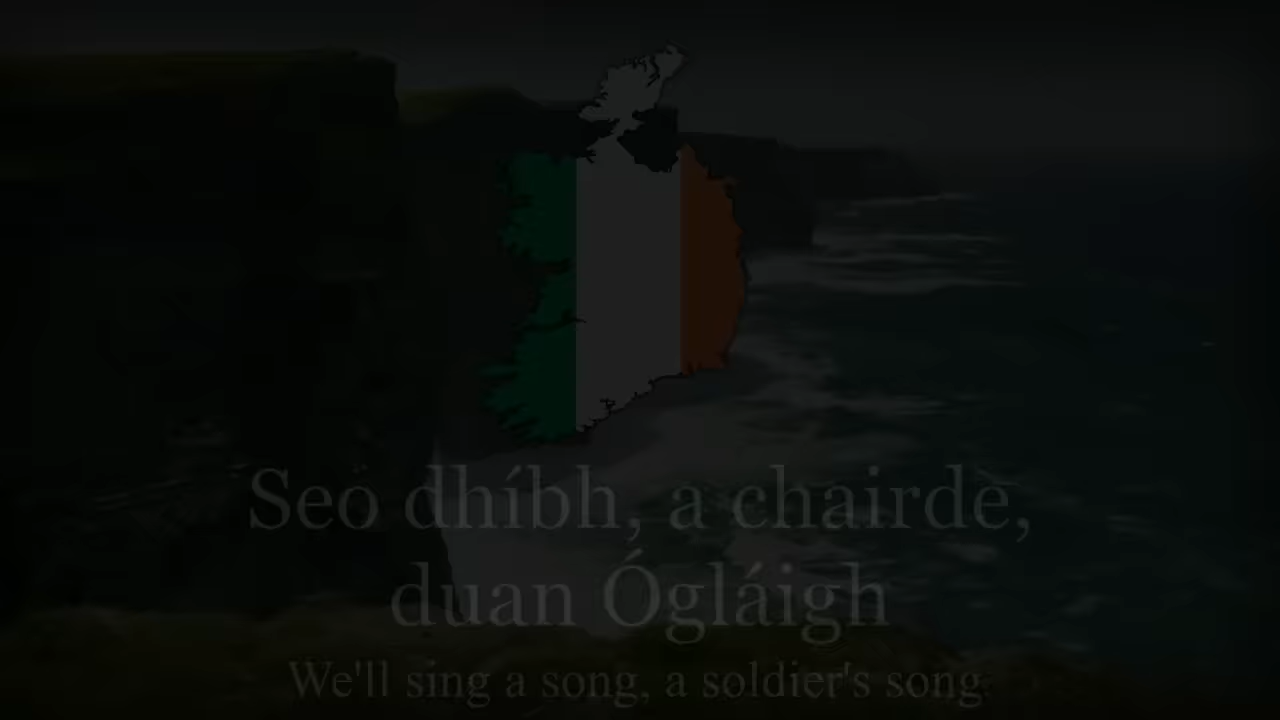 Seo dhíbh, a chairde,
duan Ógláigh
We'll sing a song, a soldier's song